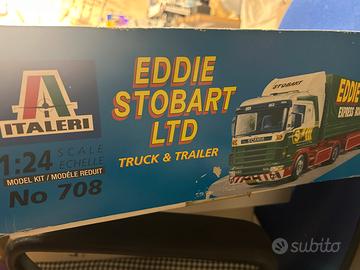 ITALERI
1:24 SCALE
ECHELLE
MODEL KIT / MODÈLE REDUIT
No 708
EDDIE
STOBART
LTD
TRUCK & TRAILER
STOBART
SCANIA
EDDIE
EXPRESS
subito